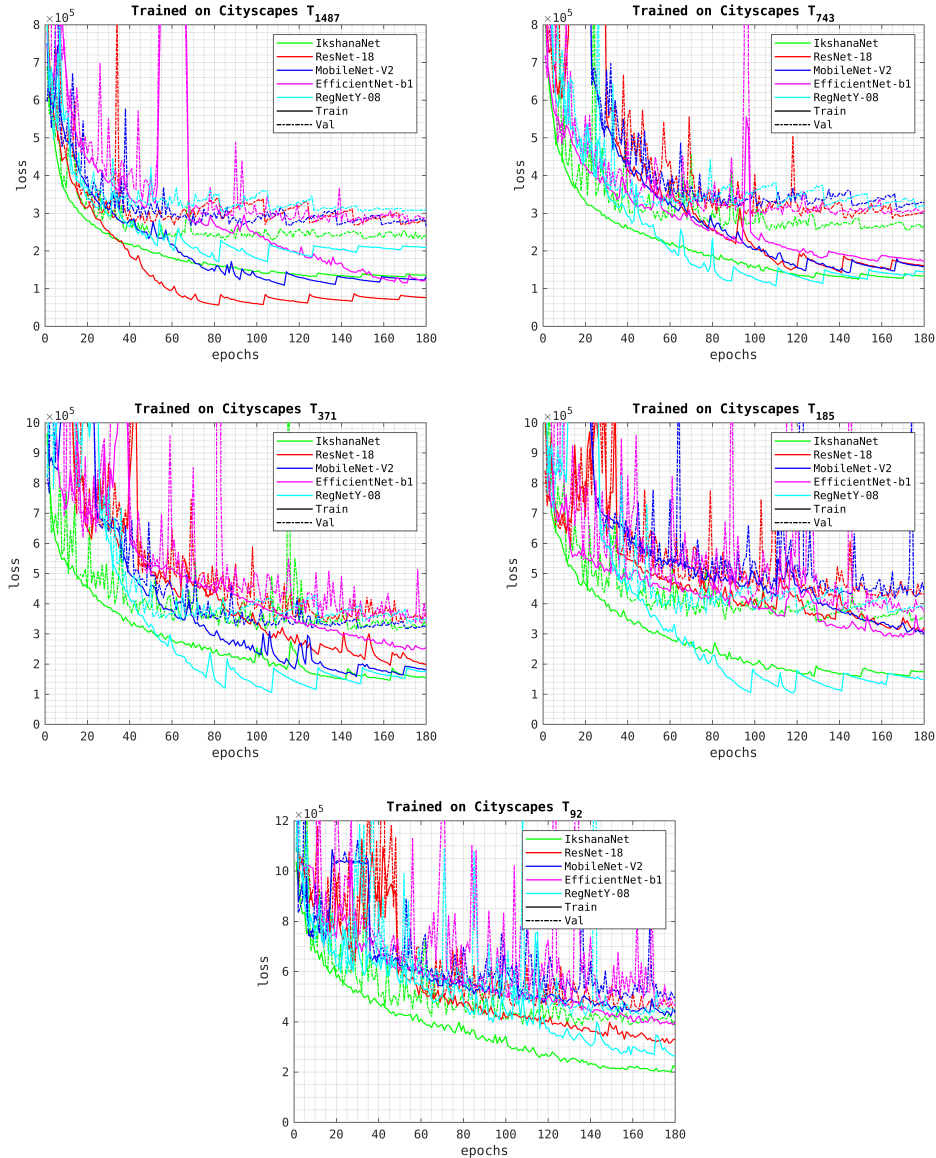 Trained on Cityscapes T1487
×10^5
8
7
6
5
4
3
2
1
0
loss
IkshanaNet
ResNet-18
MobileNet-V2
EfficientNet-b1
RegNetY-08
Train
Val
0 20 40 60 80 100 120 140 160 180
epochs
Trained on Cityscapes T743
×10^5
8
7
6
5
4
3
2
1
0
loss
IkshanaNet
ResNet-18
MobileNet-V2
EfficientNet-b1
RegNetY-08
Train
Val
0 20 40 60 80 100 120 140 160 180
epochs
Trained on Cityscapes T371
×10^5
10
9
8
7
6
5
4
3
2
1
0
loss
IkshanaNet
ResNet-18
MobileNet-V2
EfficientNet-b1
RegNetY-08
Train
Val
0 20 40 60 80 100 120 140 160 180
epochs
Trained on Cityscapes T185
×10^5
10
9
8
7
6
5
4
3
2
1
0
loss
IkshanaNet
ResNet-18
MobileNet-V2
EfficientNet-b1
RegNetY-08
Train
Val
0 20 40 60 80 100 120 140 160 180
epochs
Trained on Cityscapes T92
×10^5
12
10
8
6
4
2
0
loss
IkshanaNet
ResNet-18
MobileNet-V2
EfficientNet-b1
RegNetY-08
Train
Val
0 20 40 60 80 100 120 140 160 180
epochs